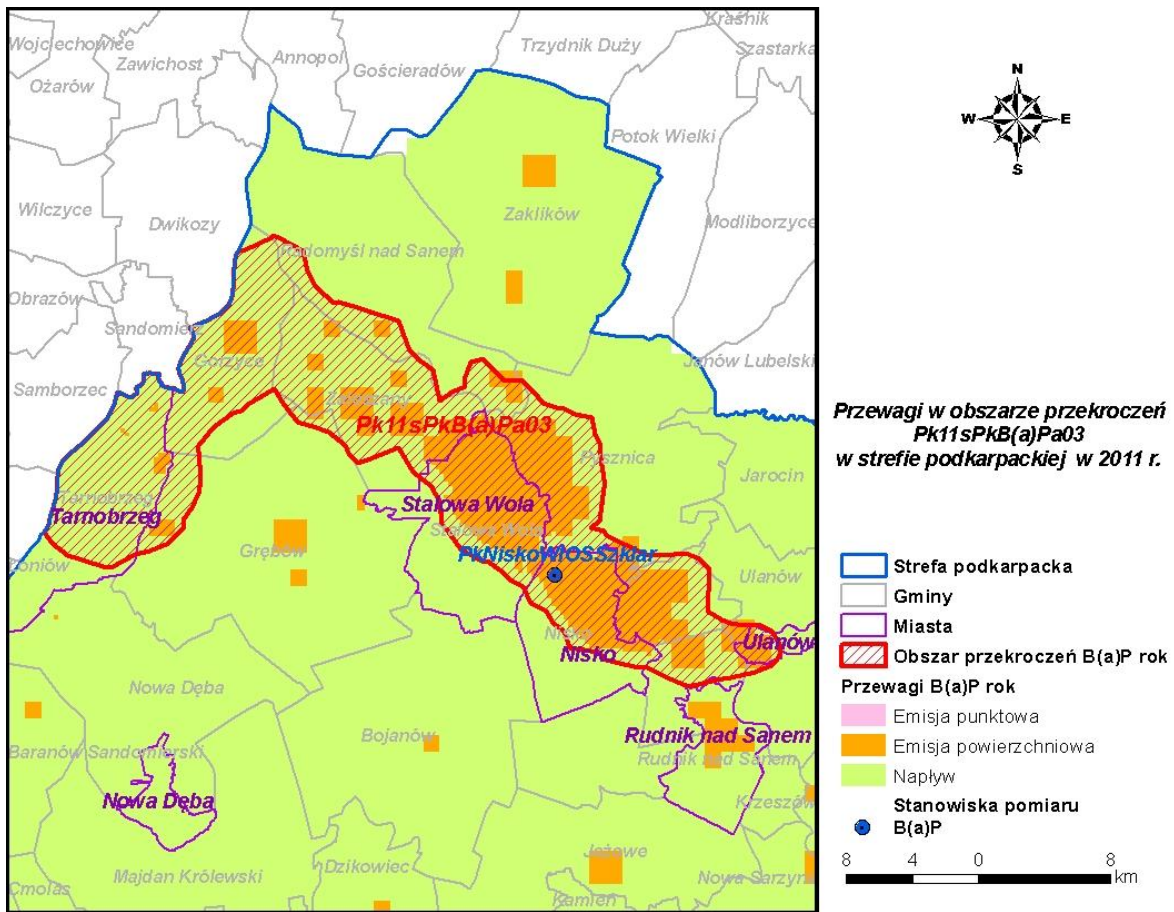 Kraśnik
Wojciechowice
Annopol
Trzydnik Duży
Szastarka
Zawichost
Gościeradów
Ożarów
Potok Wielki
Wilczyce
Dwikozy
Zaklików
Modliborzyce
Radomyśl nad Sanem
Obrazów
Sandomierz
Gorzyce
Janów Lubelski
Samborzec
Zaleszany
Pk11sPkB(a)Pa03
Pysznica
Jarocin
Tarnobrzeg
Tarnobrzeg
Stalowa Wola
Stalowa Wola
Grębów
PkNiskoWIOSSzklar
Ulanów
Nisko
Nisko
Ulanów
Nowa Dęba
Bojanów
Rudnik nad Sanem
Rudnik nad Sanem
Baranów Sandomierski
Nowa Dęba
Krzeszów
Jeżowe
Dzikowiec
Majdan Królewski
Nowa Sarzyn
Cmolas
Kamień
N
W E
S
Przewagi w obszarze przekroczeń
Pk11sPkB(a)Pa03
w strefie podkarpackiej w 2011 r.
Strefa podkarpacka
Gminy
Miasta
Obszar przekroczeń B(a)P rok
Przewagi B(a)P rok
Emisja punktowa
Emisja powierzchniowa
Napływ
Stanowiska pomiaru
B(a)P
8 4 0 8
km